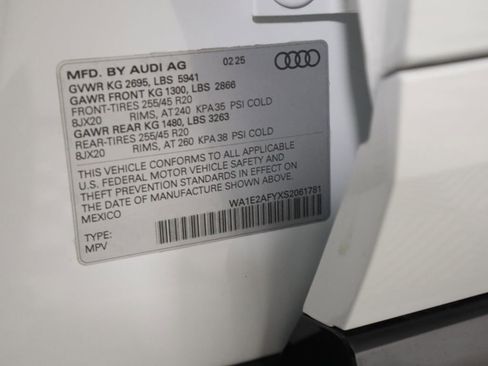 MFD. BY AUDI AG 02 25
GVWR KG 2695, LBS 5941
GAWR FRONT KG 1300, LBS 2866
FRONT-TIRES 255/45 R20
8JX20 RIMS, AT 240 KPA 35 PSI COLD
GAWR REAR KG 1480, LBS 3263
REAR-TIRES 255/45 R20
8JX20 RIMS, AT 260 KPA 38 PSI COLD
THIS VEHICLE CONFORMS TO ALL APPLICABLE
U.S. FEDERAL MOTOR VEHICLE SAFETY AND
THEFT PREVENTION STANDARDS IN EFFECT ON
THE DATE OF MANUFACTURE SHOWN ABOVE.
MEXICO
WA1E2AFYXS2061781
TYPE:
MPV